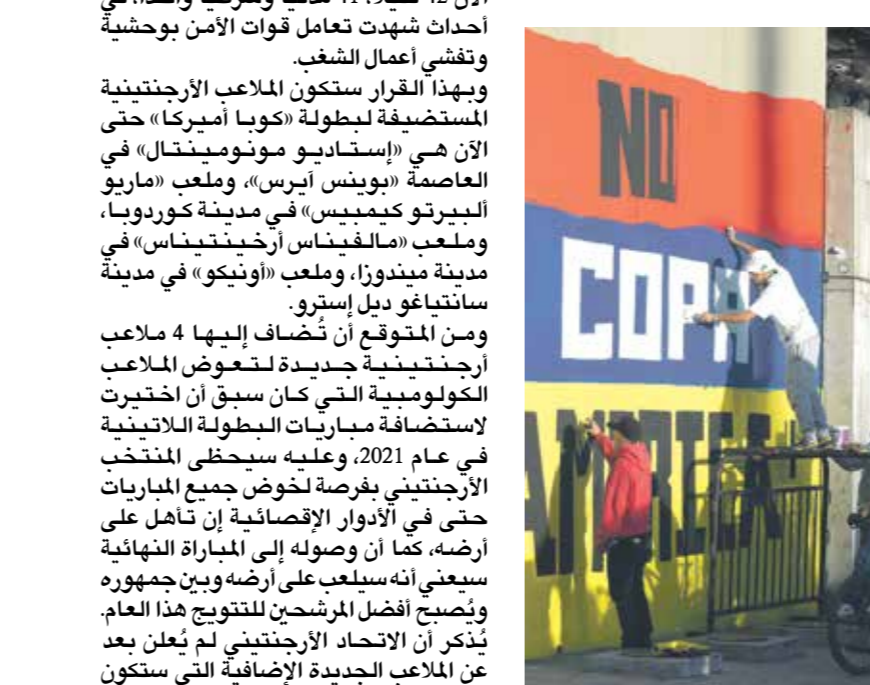 أحداث شهدت تعامل قوات الأمن بوحشية
وتفشي أعمال الشغب.
وبهذا القرار ستكون الملاعب الأرجنتينية
المستضيفة لبطولة «كوبا أميركا» حتى
الآن هي «إستاديو مونومينتال» في
العاصمة «بوينس آيرس»، وملعب «ماريو
ألبيرتو كيمبيس» في مدينة كوردوبا،
وملعب «مالفيناس أرخينتيناس» في
مدينة ميندوزا، وملعب «أونيكو» في مدينة
سانتياغو ديل إسترو.
ومن المتوقع أن تُضاف إليها 4 ملاعب
أرجنتينية جديدة لتعوض الملاعب
الكولومبية التي كان سبق أن اختيرت
لاستضافة مباريات البطولة اللاتينية
في عام 2021، وعليه سيحظى المنتخب
الأرجنتيني بفرصة لخوض جميع المباريات
حتى في الأدوار الإقصائية إن تأهل على
أرضه، كما أن وصوله إلى المباراة النهائية
سيعني أنه سيلعب على أرضه وبين جمهوره
ويُصبح أفضل المرشحين للتتويج هذا العام.
يُذكر أن الاتحاد الأرجنتيني لم يُعلن بعد
عن الملاعب الجديدة الإضافية التي ستكون
NO
COPA
AMERICA